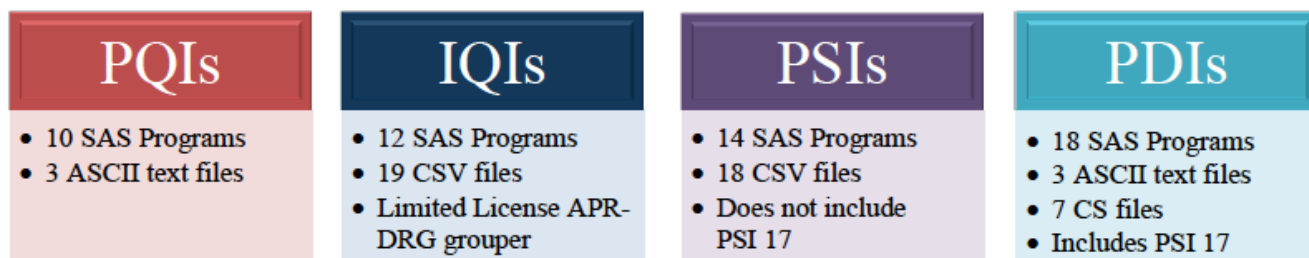 PQIs
• 10 SAS Programs
• 3 ASCII text files
IQIs
• 12 SAS Programs
• 19 CSV files
• Limited License APR-
DRG grouper
PSIs
• 14 SAS Programs
• 18 CSV files
• Does not include
PSI 17
PDIs
• 18 SAS Programs
• 3 ASCII text files
• 7 CS files
• Includes PSI 17